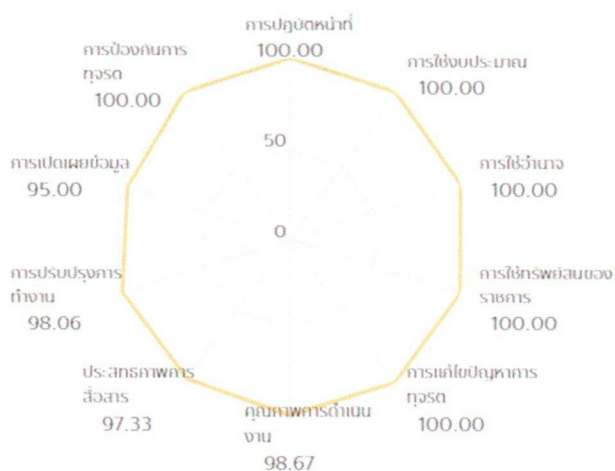 การปฏิบัติหน้าที่
100.00
การใช้งบประมาณ
100.00
การใช้อำนาจ
100.00
การใช้ทรัพย์สินของ
ราชการ
100.00
การแก้ไขปัญหาการ
ทุจริต
100.00
คุณภาพการดำเนิน
งาน
98.67
ประสิทธิภาพการ
สื่อสาร
97.33
การปรับปรุงการ
ทำงาน
98.06
การเปิดเผยข้อมูล
95.00
การป้องกันการ
ทุจริต
100.00
50
0